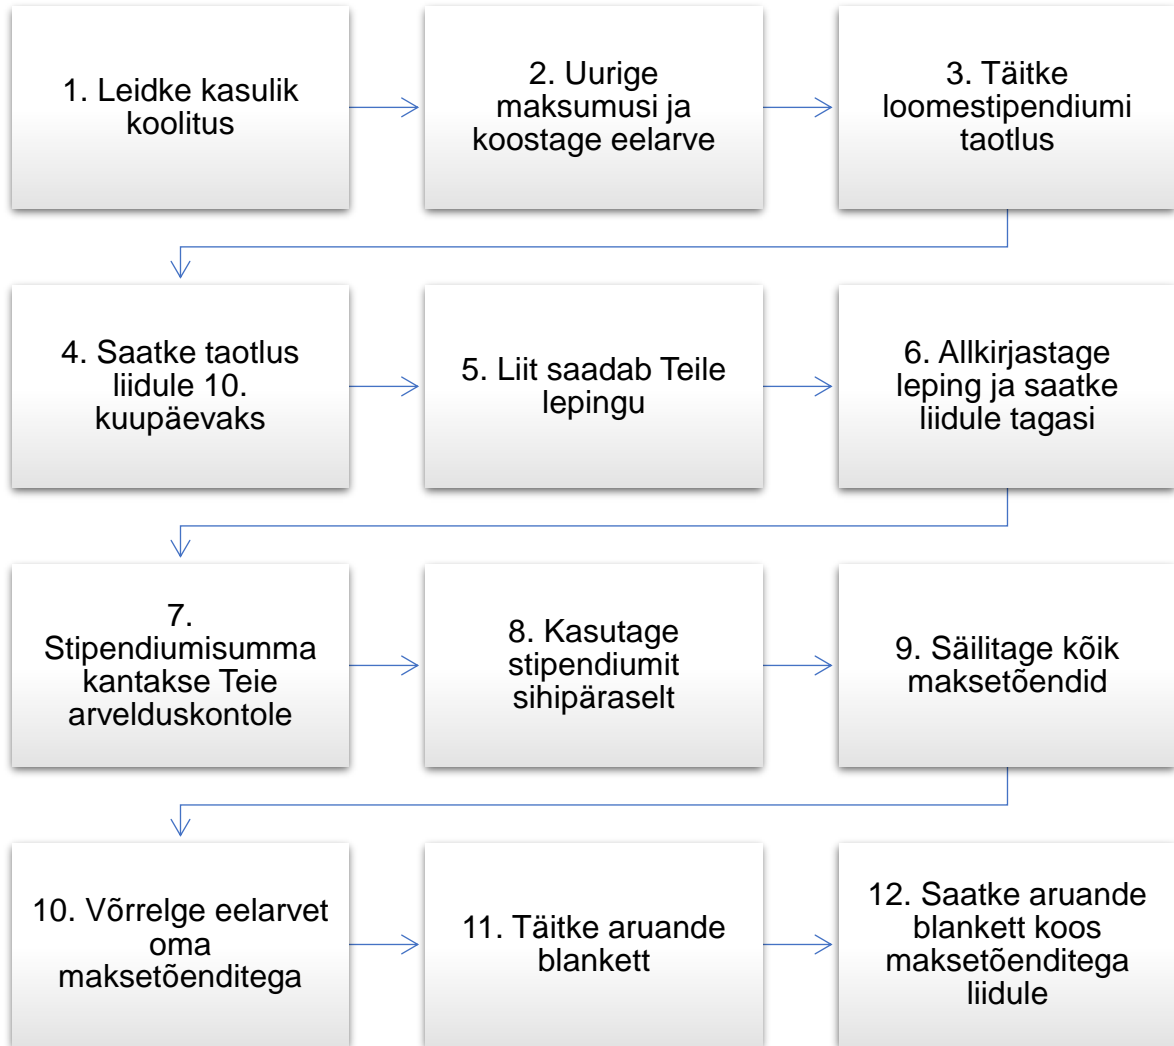 1. Leidke kasulik
koolitus
2. Uurige
maksumusi ja
koostage eelarve
3. Täitke
loomestipendiumi
taotlus
4. Saatke taotlus
liidule 10.
kuupäevaks
5. Liit saadab Teile
lepingu
6. Allkirjastage
leping ja saatke
liidule tagasi
7.
Stipendiumisumma
kantakse Teie
arvelduskontole
8. Kasutage
stipendiumit
sihipäraselt
9. Säilitage kõik
maksetõendid
10. Võrrelge eelarvet
oma
maksetõenditega
11. Täitke aruande
blankett
12. Saatke aruande
blankett koos
maksetõenditega
liidule